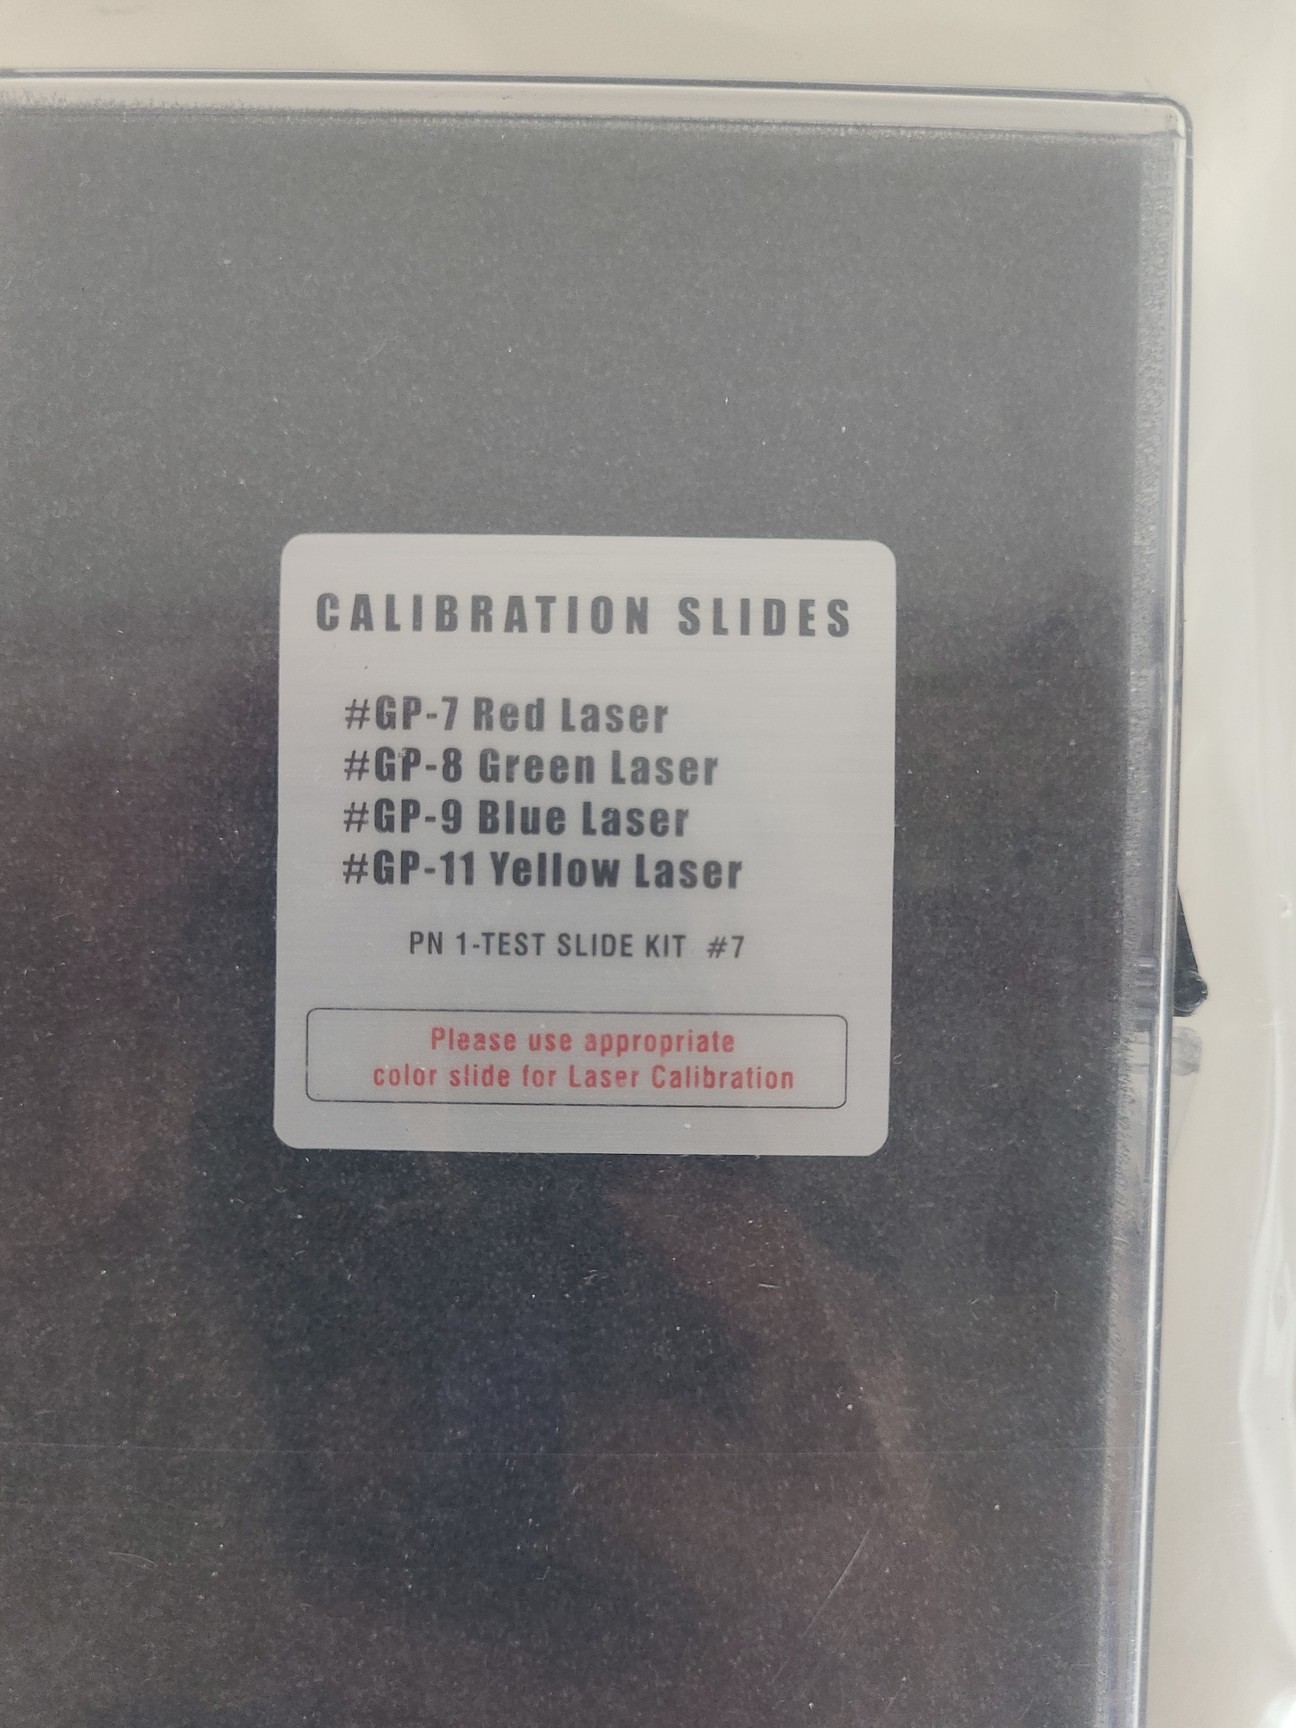 CALIBRATION SLIDES
#GP-7 Red Laser
#GP-8 Green Laser
#GP-9 Blue Laser
#GP-11 Yellow Laser
PN 1-TEST SLIDE KIT #7
Please use appropriate
color slide for Laser Calibration